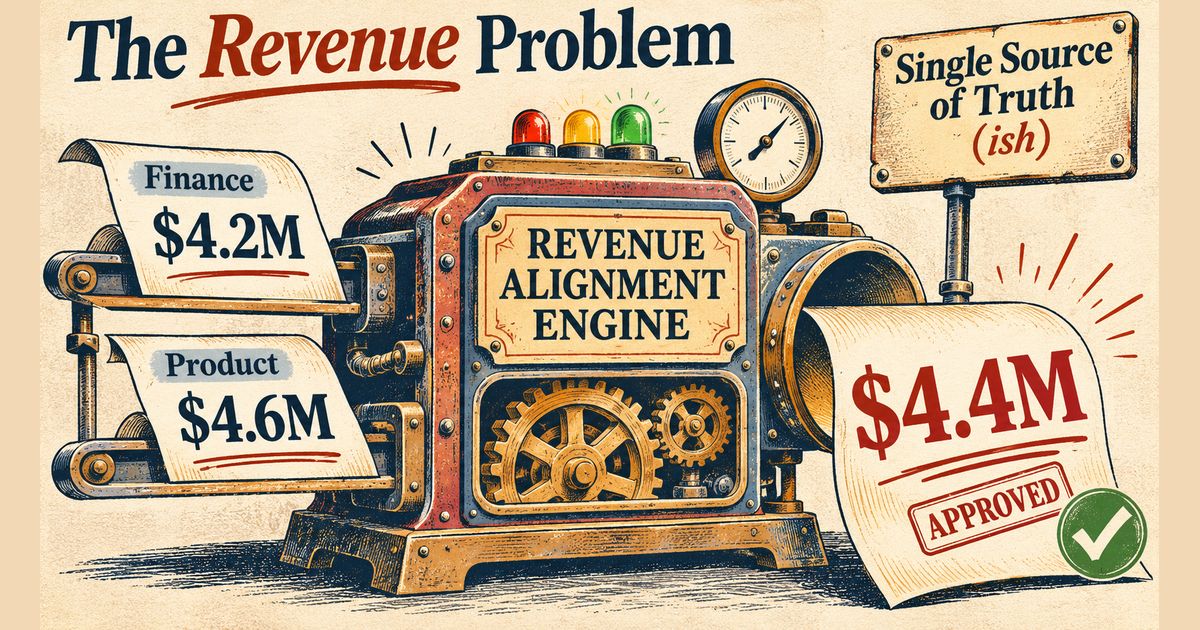 The Revenue Problem
Single Source
of Truth
(ish)
Finance
$4.2M
Product
$4.6M
REVENUE
ALIGNMENT
ENGINE
$4.4M
APPROVED